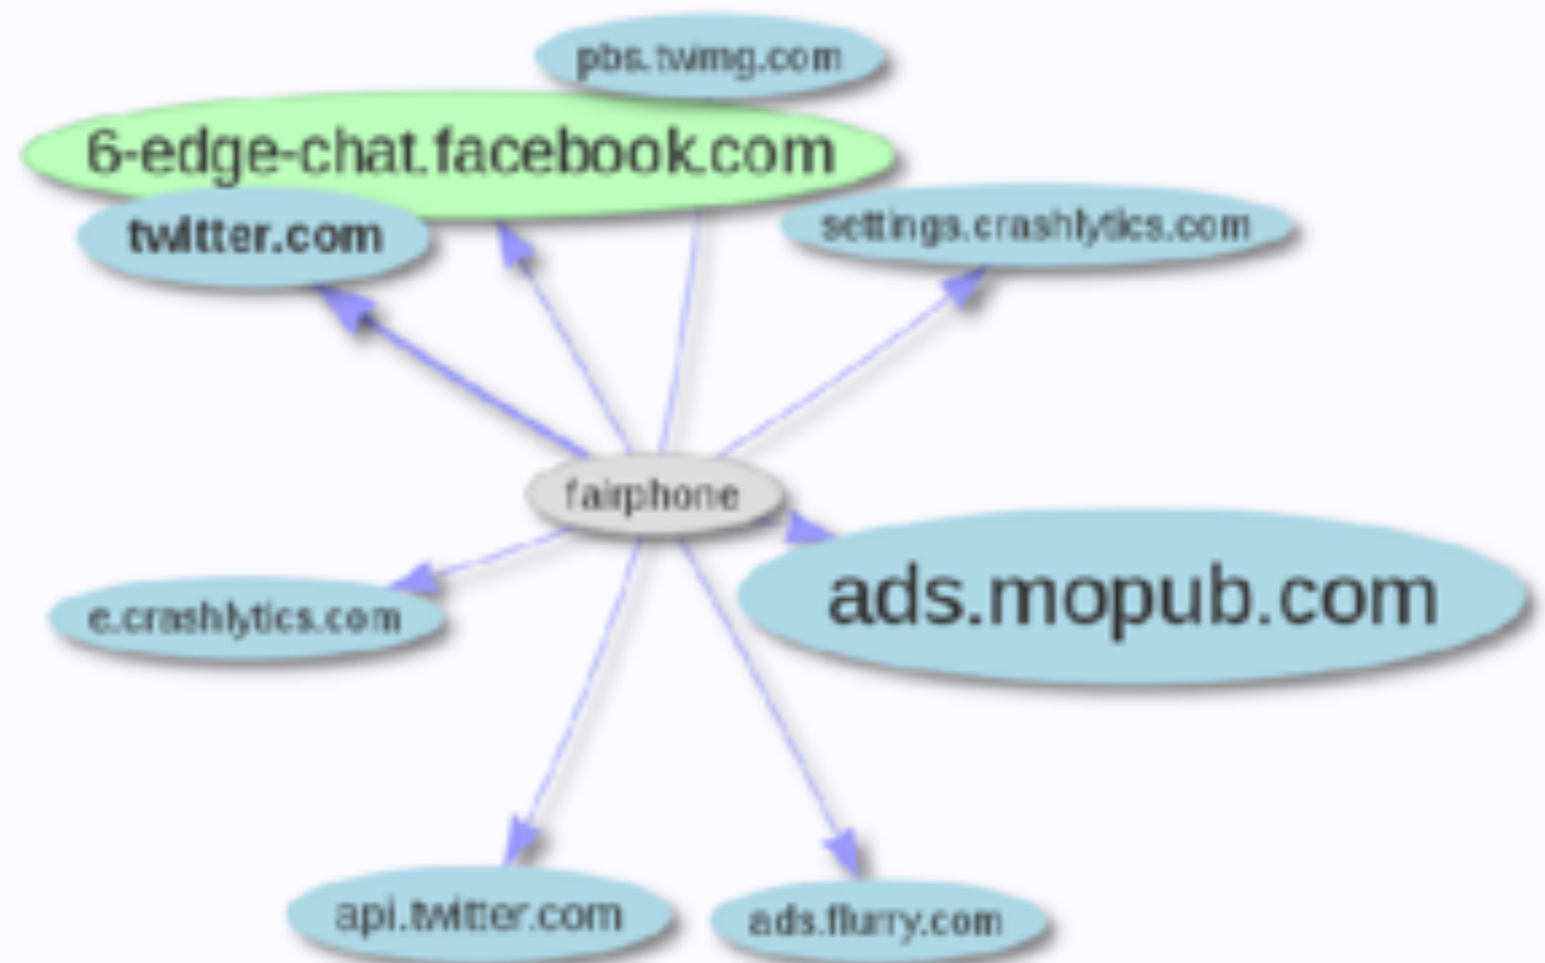 pbs.twimg.com
6-edge-chat.facebook.com
twitter.com
settings.crashlytics.com
fairphone
ads.mopub.com
e.crashlytics.com
api.twitter.com
ads.flurry.com